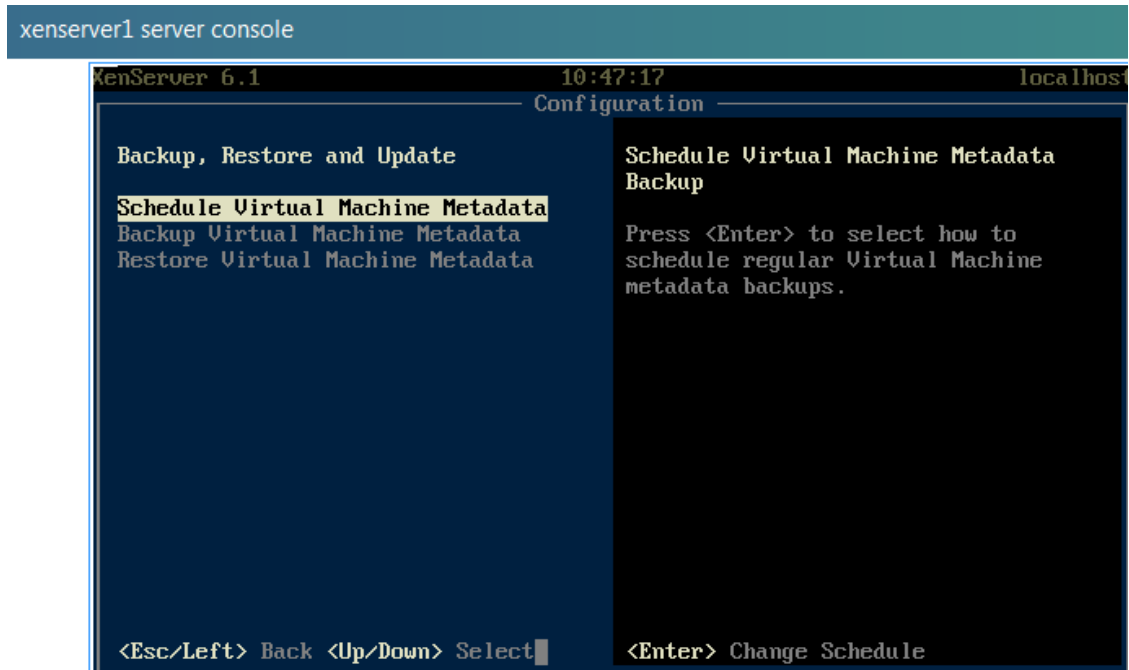 xenserver1 server console
XenServer 6.1 10:47:17 localhost
Configuration
Backup, Restore and Update
Schedule Virtual Machine Metadata
Backup Virtual Machine Metadata
Restore Virtual Machine Metadata
Schedule Virtual Machine Metadata
Backup
Press <Enter> to select how to
schedule regular Virtual Machine
metadata backups.
<Esc/Left> Back <Up/Down> Select
<Enter> Change Schedule